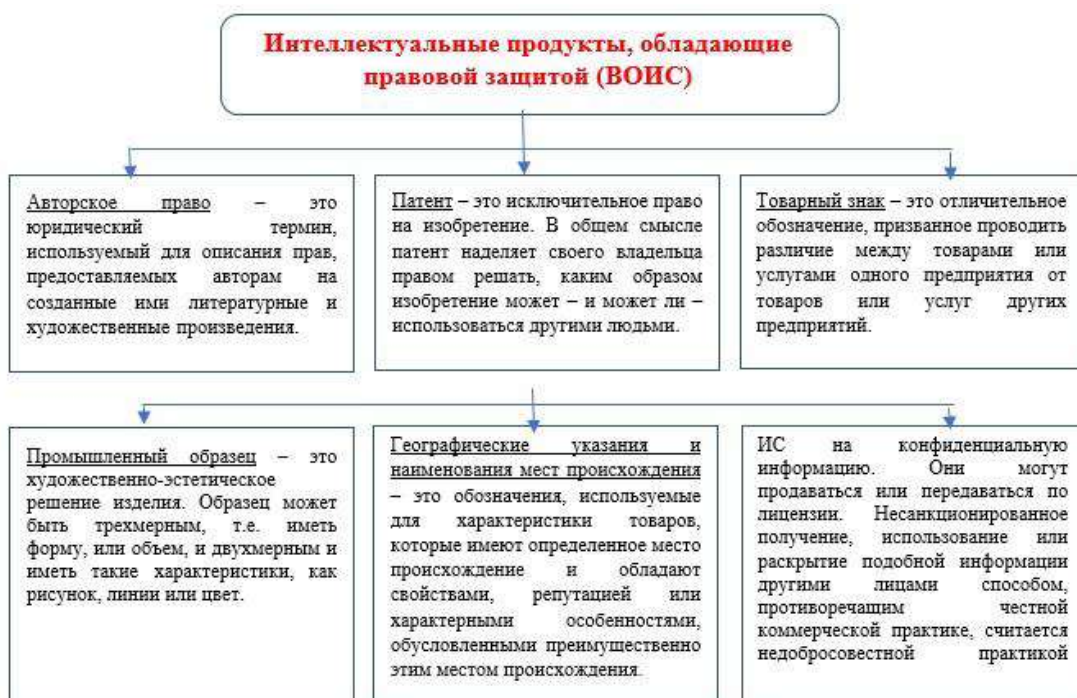 Интеллектуальные продукты, обладающие
правовой защитой (ВОИС)
Авторское право – это
юридический термин,
используемый для описания прав,
предоставляемых авторам на
созданные ими литературные и
художественные произведения.
Патент – это исключительное право
на изобретение. В общем смысле
патент наделяет своего владельца
правом решать, каким образом
изобретение может – и может ли –
использоваться другими людьми.
Товарный знак – это отличительное
обозначение, призванное проводить
различие между товарами или
услугами одного предприятия от
товаров или услуг других
предприятий.
Промышленный образец – это
художественно-эстетическое
решение изделия. Образец может
быть трехмерным, т.е. иметь
форму, или объем, и двухмерным и
иметь такие характеристики, как
рисунок, линии или цвет.
Географические указания и
наименования мест происхождения
– это обозначения, используемые
для характеристики товаров,
которые имеют определенное место
происхождение и обладают
свойствами, репутацией или
характерными особенностями,
обусловленными преимущественно
этим местом происхождения.
ИС на конфиденциальную
информацию. Они могут
продаваться или передаваться по
лицензии. Несанкционированное
получение, использование или
раскрытие подобной информации
другими лицами способом,
противоречащим честной
коммерческой практике, считается
недобросовестной практикой